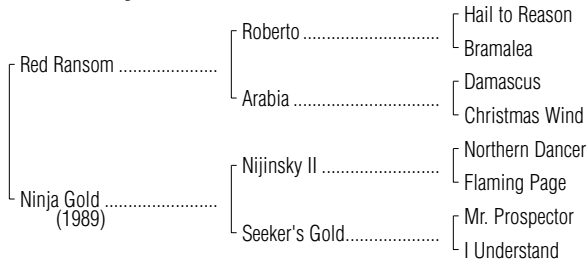 Hail to Reason
Roberto ..............................
Bramalea
Red Ransom ......................
Damascus
Arabia ................................
Christmas Wind
Northern Dancer
Nijinsky II ..........................
Flaming Page
Ninja Gold .........................
(1989)
Mr. Prospector
Seeker's Gold.....................
I Understand